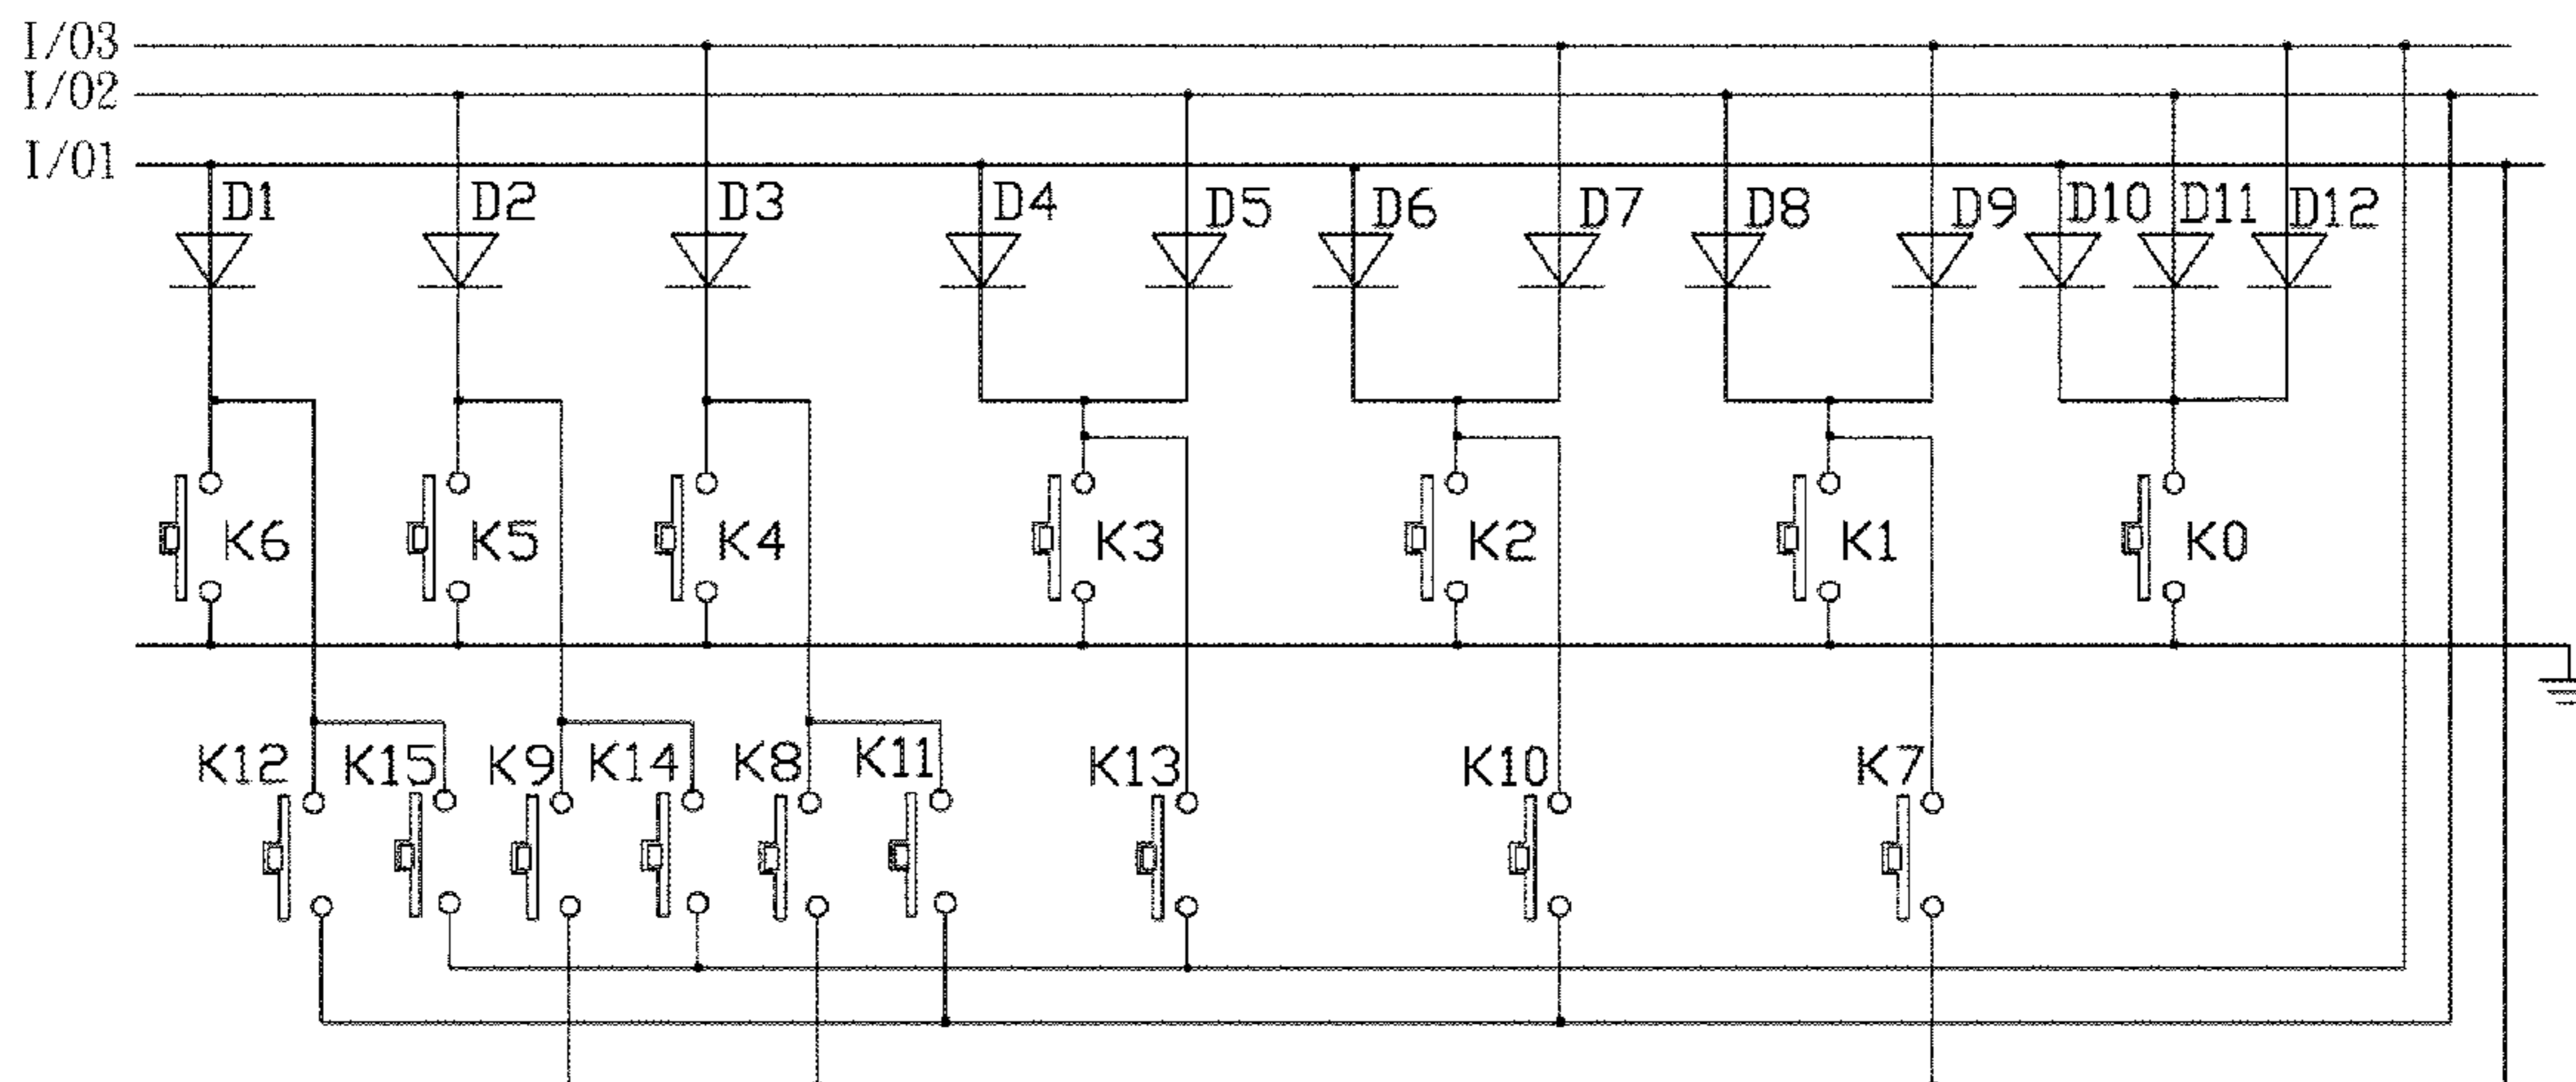 I/03
I/02
I/01
D1 D2 D3 D4 D5 D6 D7 D8 D9 D10 D11 D12
K6 K5 K4 K3 K2 K1 K0
K12 K15 K9 K14 K8 K11 K13 K10 K7